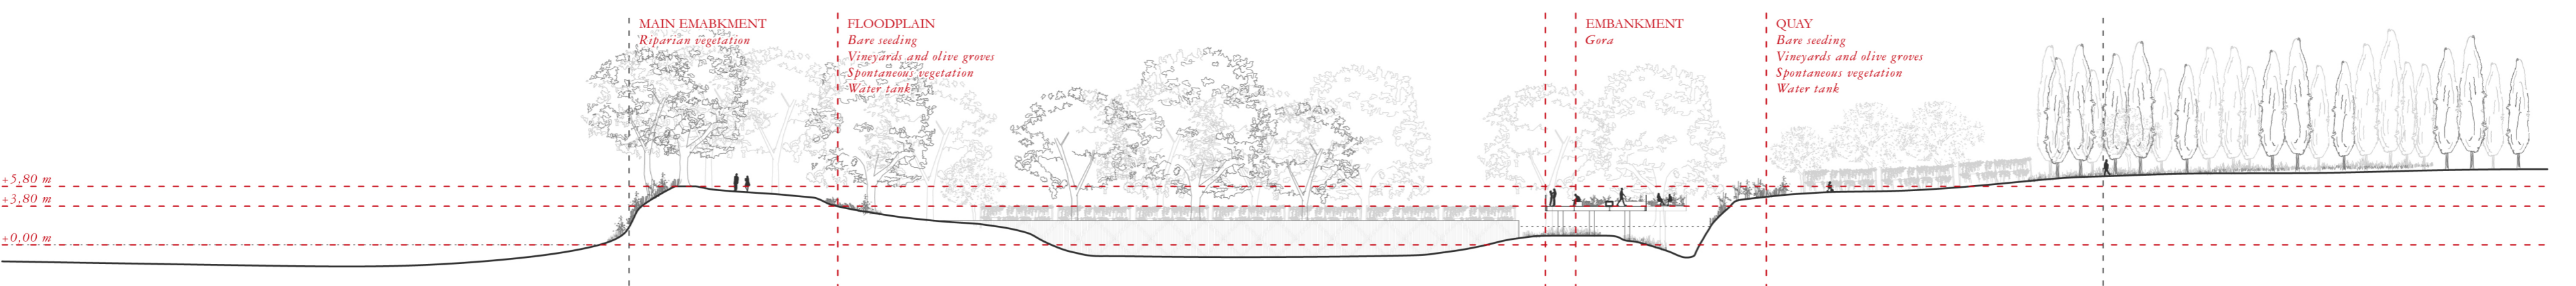 MAIN EMABKMENT
Riparian vegetation
FLOODPLAIN
Bare seeding
Vineyards and olive groves
Spontaneous vegetation
Water tank
EMBANKMENT
Gora
QUAY
Bare seeding
Vineyards and olive groves
Spontaneous vegetation
Water tank
+5,80 m
+3,80 m
+0,00 m